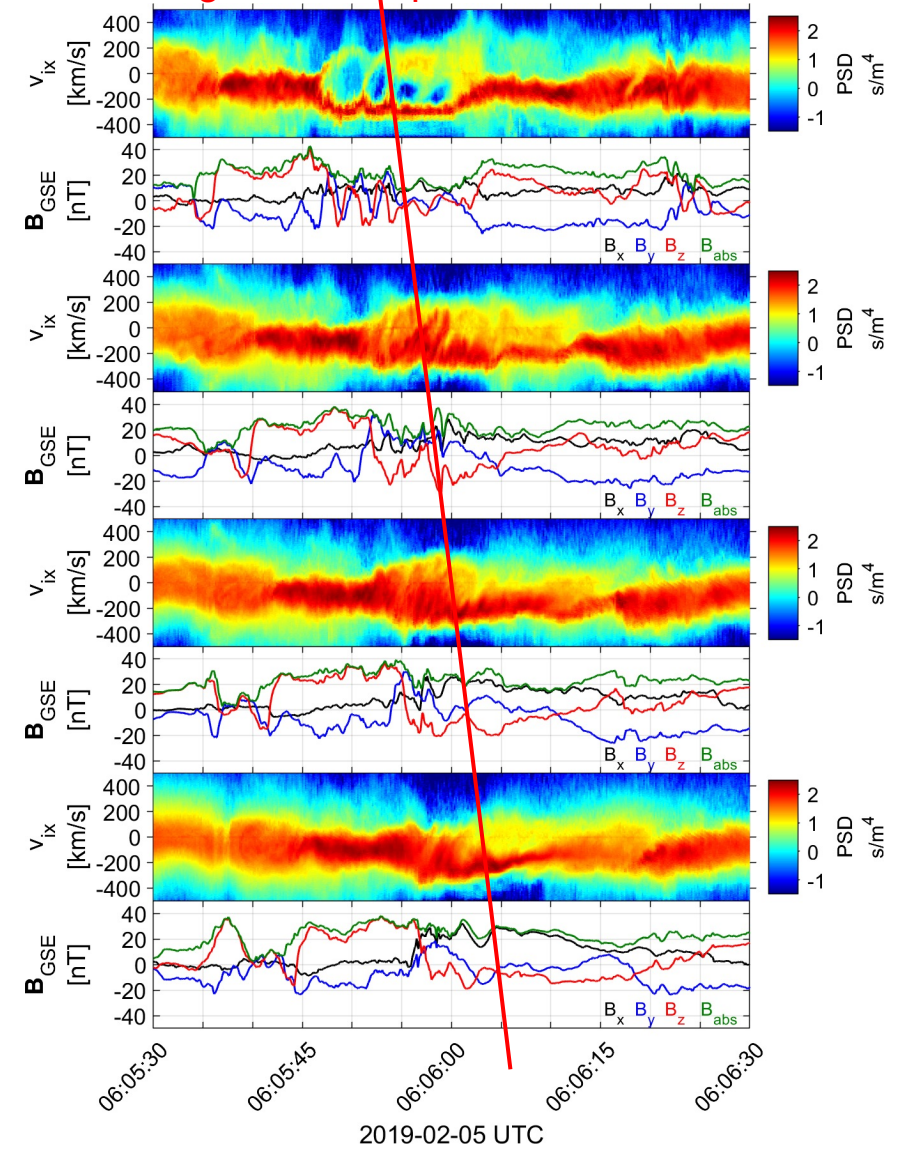 400
200
0
-200
-400
v_ix
[km/s]
2
1
0
-1
PSD
s/m^4
40
20
0
-20
-40
B_GSE
[nT]
B_x B_y B_z B_abs
400
200
0
-200
-400
v_ix
[km/s]
2
1
0
-1
PSD
s/m^4
40
20
0
-20
-40
B_GSE
[nT]
B_x B_y B_z B_abs
400
200
0
-200
-400
v_ix
[km/s]
2
1
0
-1
PSD
s/m^4
40
20
0
-20
-40
B_GSE
[nT]
B_x B_y B_z B_abs
400
200
0
-200
-400
v_ix
[km/s]
2
1
0
-1
PSD
s/m^4
40
20
0
-20
-40
B_GSE
[nT]
B_x B_y B_z B_abs
06:05:30
06:05:45
06:06:00
06:06:15
06:06:30
2019-02-05 UTC